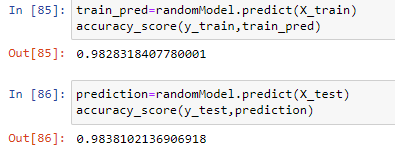 In [85]: train_pred=randomModel.predict(X_train)
accuracy_score(y_train,train_pred)
Out[85]: 0.9828318407780001
In [86]: prediction=randomModel.predict(X_test)
accuracy_score(y_test,prediction)
Out[86]: 0.9838102136906918